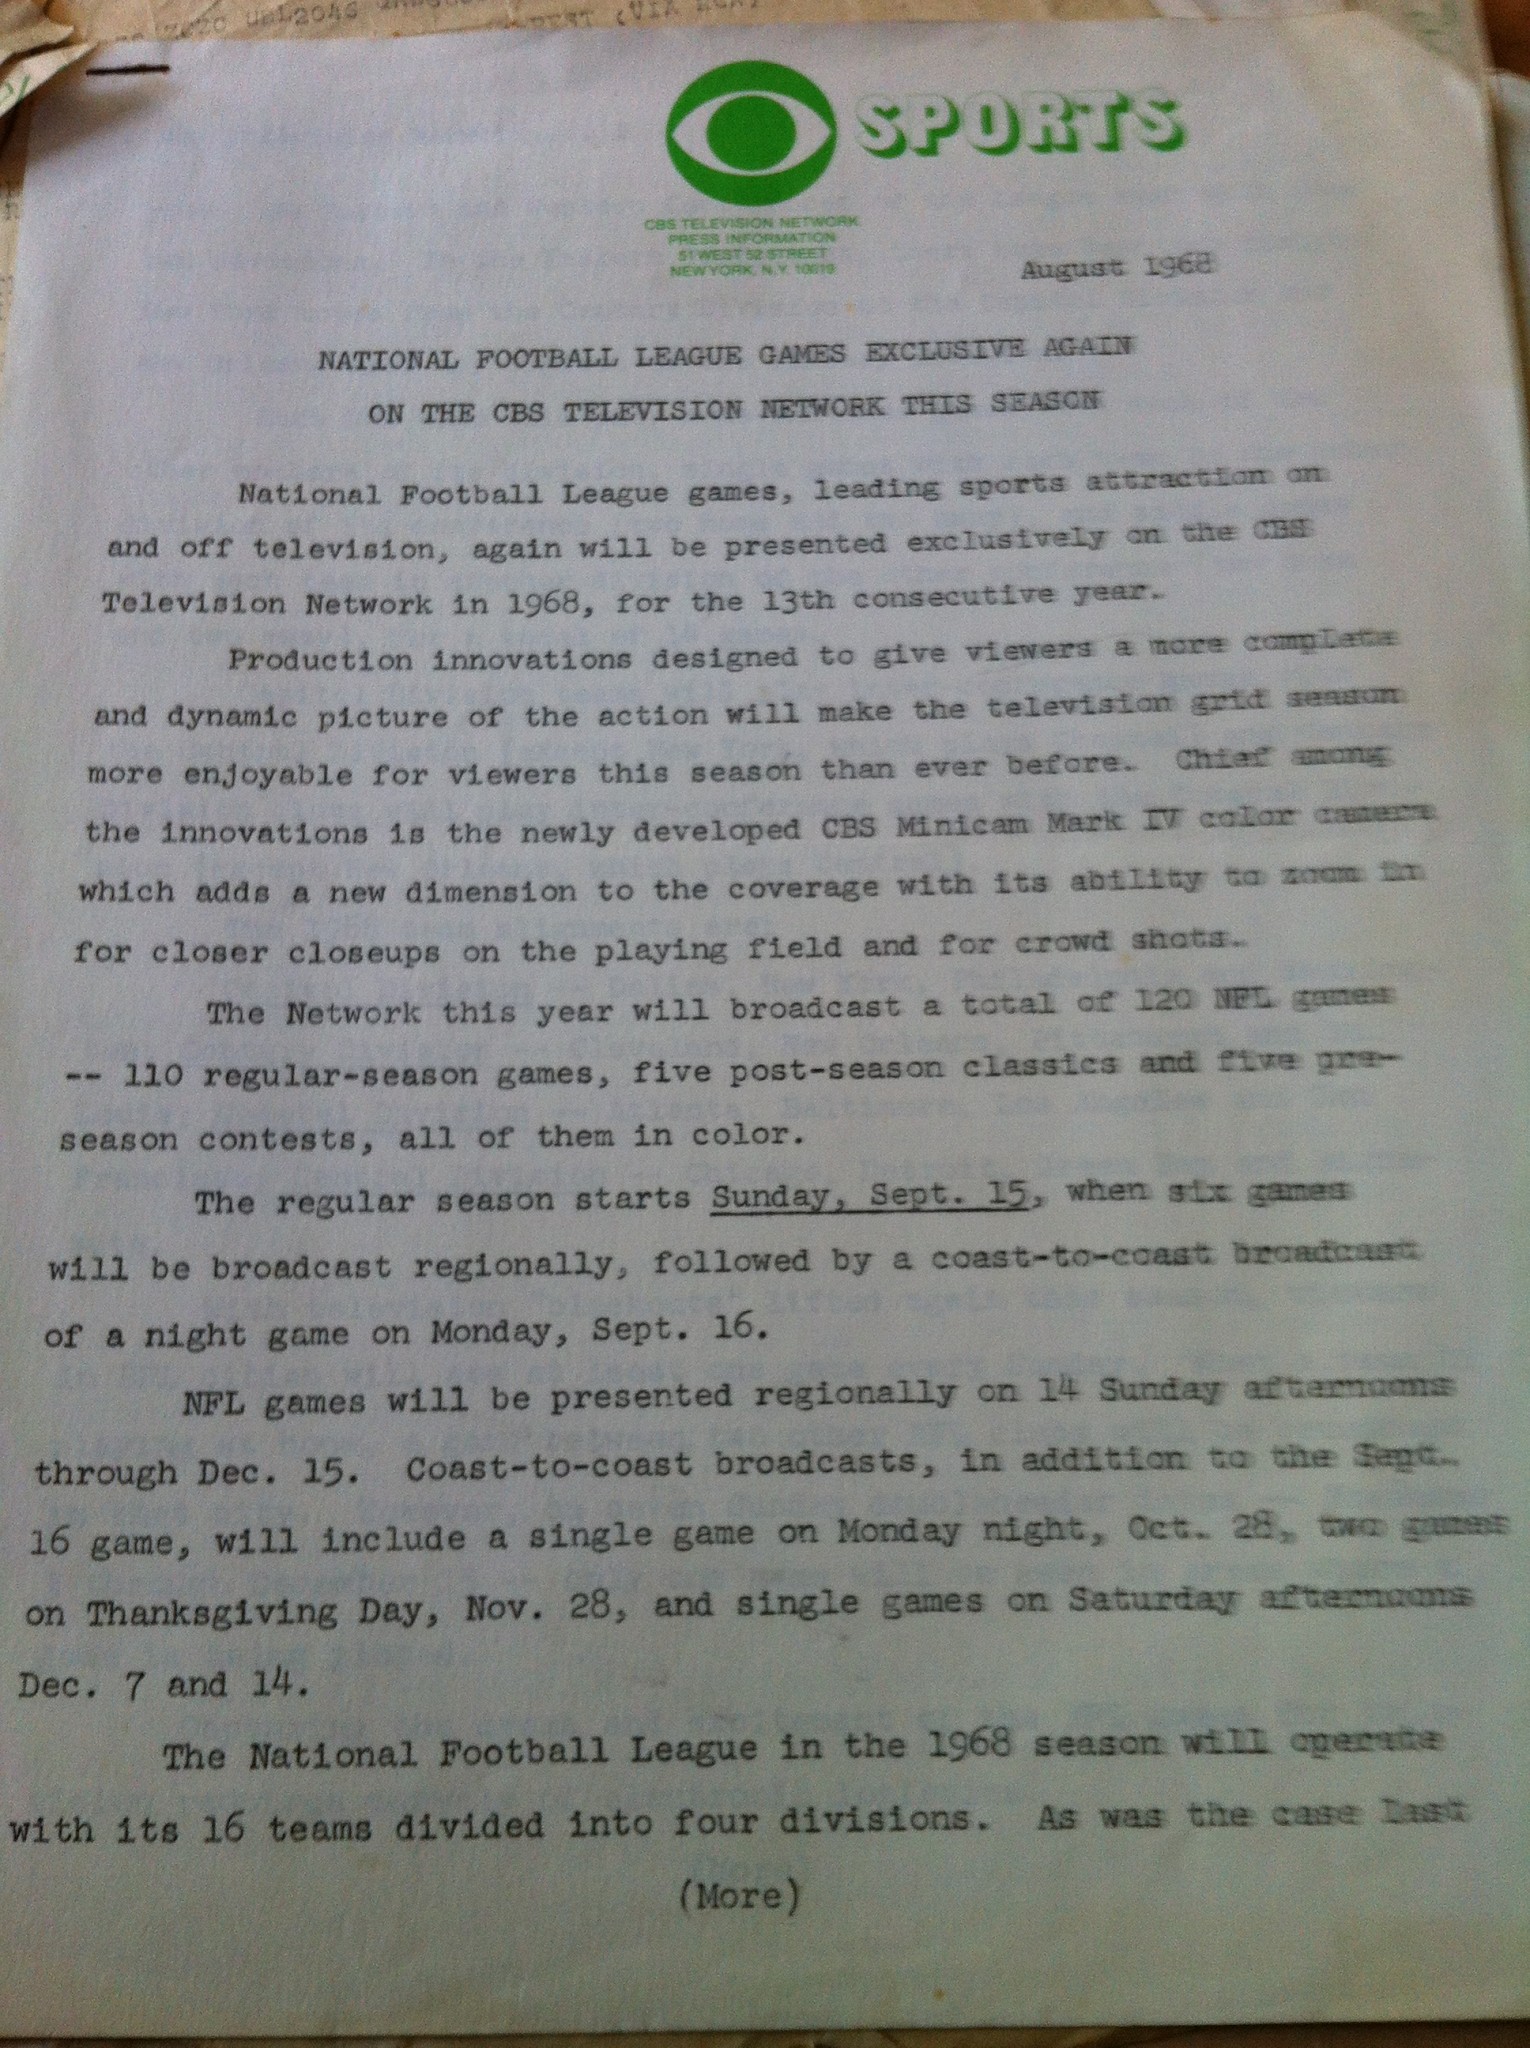 (VIA RCA)
SPORTS
CBS TELEVISION NETWORK
PRESS INFORMATION
51 WEST 52 STREET
NEW YORK, N.Y. 10019
August 1968
NATIONAL FOOTBALL LEAGUE GAMES EXCLUSIVE AGAIN
ON THE CBS TELEVISION NETWORK THIS SEASON
National Football League games, leading sports attraction on
and off television, again will be presented exclusively on the CBS
Television Network in 1968, for the 13th consecutive year.
Production innovations designed to give viewers a more complete
and dynamic picture of the action will make the television grid season
more enjoyable for viewers this season than ever before. Chief among
the innovations is the newly developed CBS Minicam Mark IV color camera
which adds a new dimension to the coverage with its ability to zoom in
for closer closeups on the playing field and for crowd shots.
The Network this year will broadcast a total of 120 NFL games
-- 110 regular-season games, five post-season classics and five pre-
season contests, all of them in color.
The regular season starts Sunday, Sept. 15, when six games
will be broadcast regionally, followed by a coast-to-coast broadcast
of a night game on Monday, Sept. 16.
NFL games will be presented regionally on 14 Sunday afternoons
through Dec. 15. Coast-to-coast broadcasts, in addition to the Sept.
16 game, will include a single game on Monday night, Oct. 28, two games
on Thanksgiving Day, Nov. 28, and single games on Saturday afternoons
Dec. 7 and 14.
The National Football League in the 1968 season will operate
with its 16 teams divided into four divisions. As was the case last
(More)